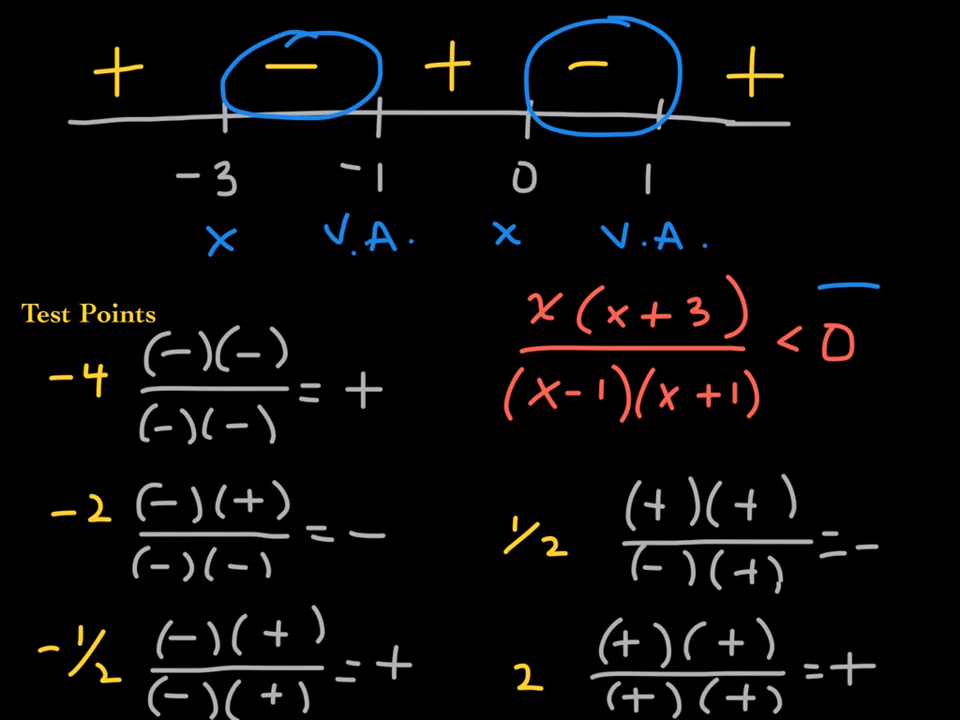 + − + − +
−3 −1 0 1
x V.A. x V.A.
Test Points
x(x+3)/(x−1)(x+1) < 0
−4 (−)(−)/(−)(−) = +
−2 (−)(+)/(−)(−) = −
1/2 (+)(+)/(−)(+) = −
−1/2 (−)(+)/(−)(+) = +
2 (+)(+)/(+)(+) = +